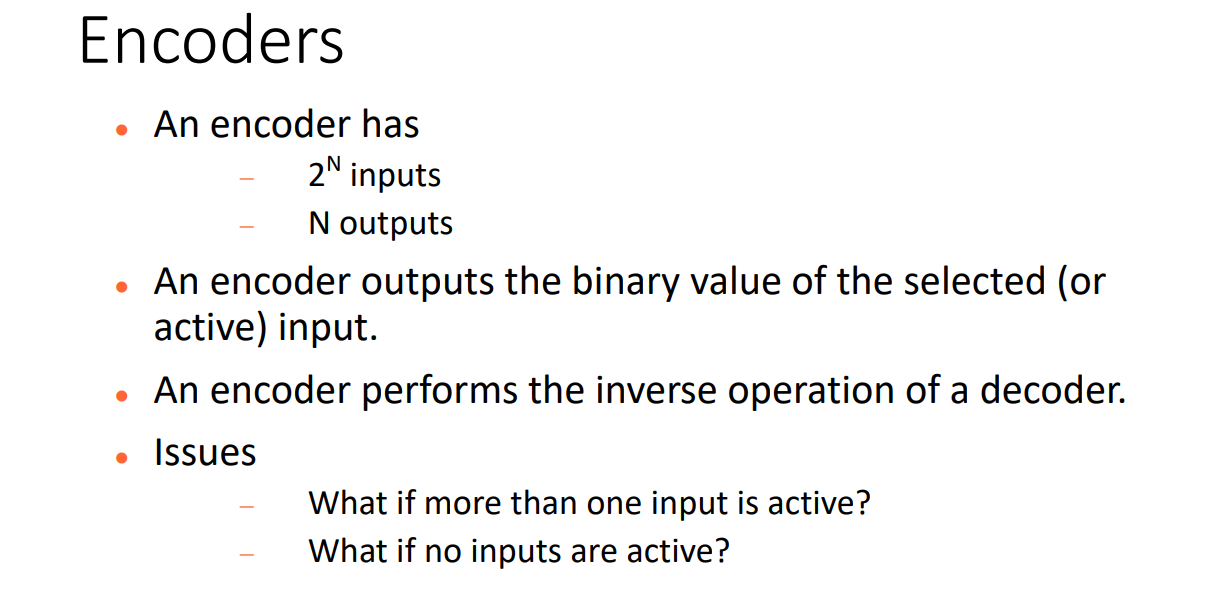 Encoders
• An encoder has
– 2ᴺ inputs
– N outputs
• An encoder outputs the binary value of the selected (or
active) input.
• An encoder performs the inverse operation of a decoder.
• Issues
– What if more than one input is active?
– What if no inputs are active?